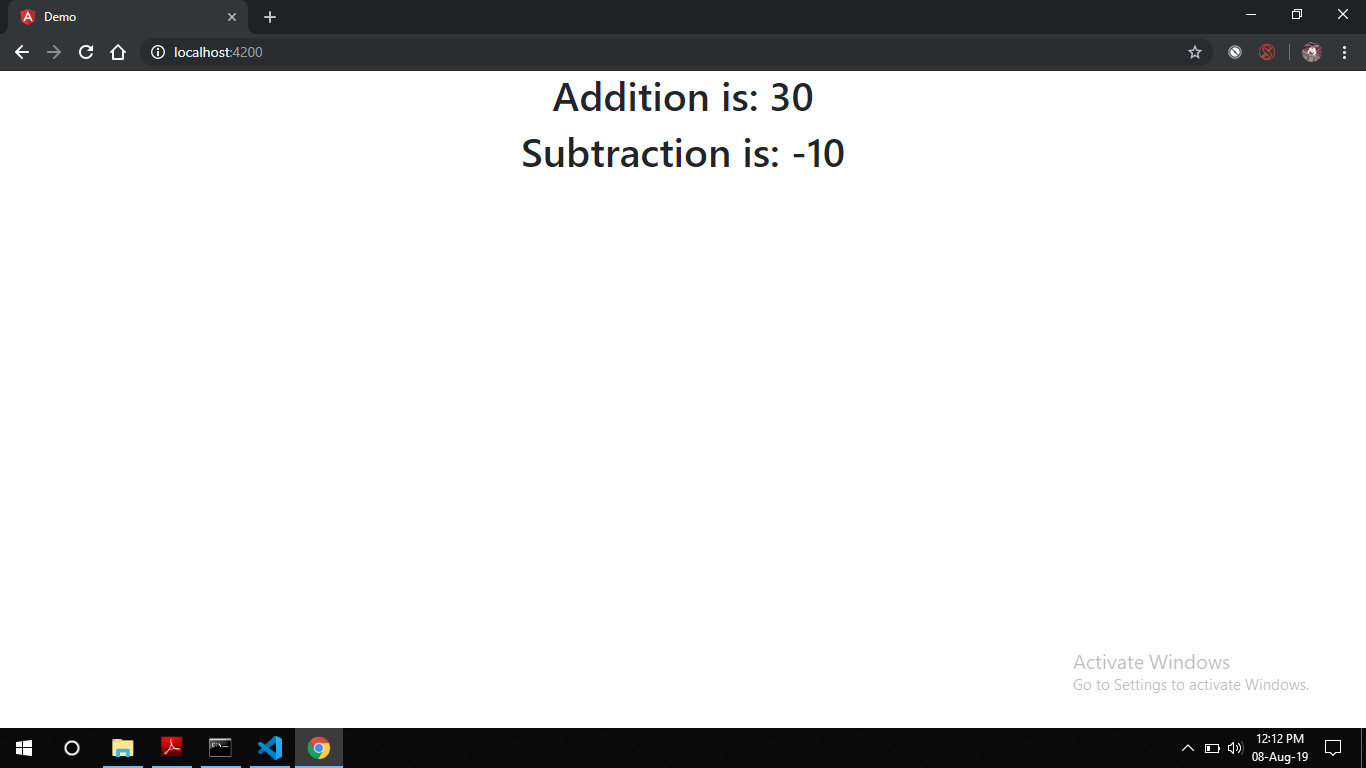 Demo
localhost:4200
Addition is: 30
Subtraction is: -10
Activate Windows
Go to Settings to activate Windows.
12:12 PM
08-Aug-19